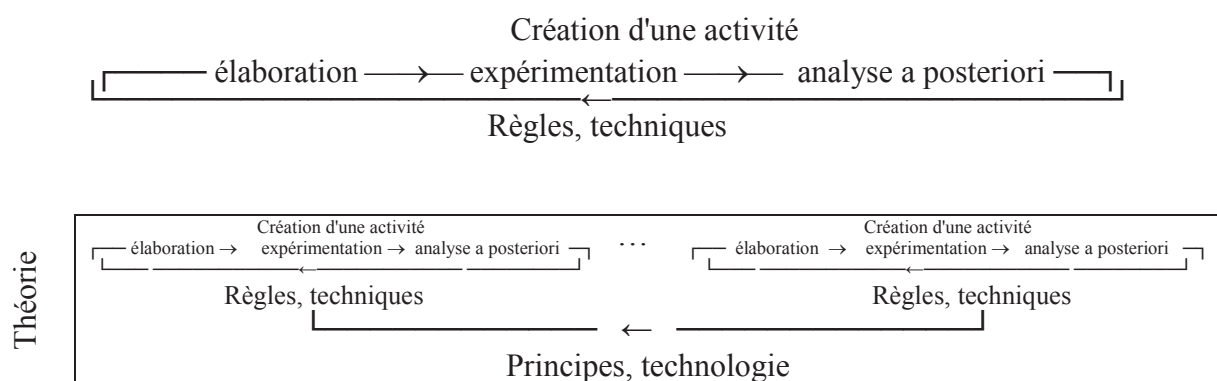 Création d'une activité
élaboration → expérimentation → analyse a posteriori
←
Règles, techniques
Théorie
Création d'une activité Création d'une activité
élaboration → expérimentation → analyse a posteriori … élaboration → expérimentation → analyse a posteriori
← ←
Règles, techniques Règles, techniques
←
Principes, technologie